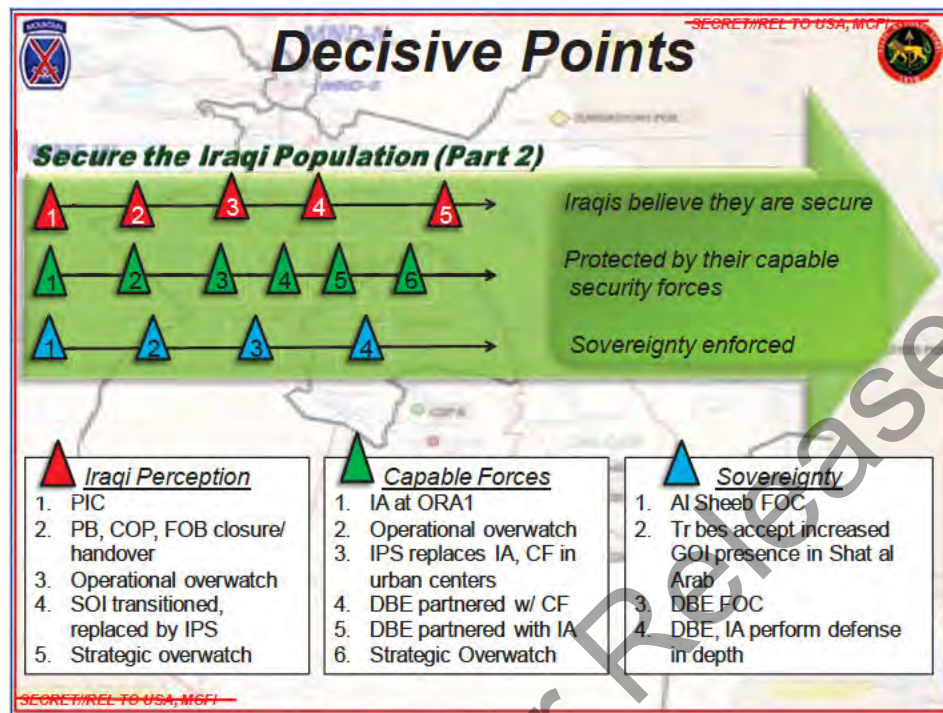 MOUNTAIN
SECRET//REL TO USA, MCFI
Decisive Points
MND-N
Secure the Iraqi Population (Part 2)
1 2 3 4 5
Iraqis believe they are secure
1 2 3 4 5 6
Protected by their capable
security forces
1 2 3 4
Sovereignty enforced
Iraqi Perception
1. PIC
2. PB, COP, FOB closure/
handover
3. Operational overwatch
4. SOI transitioned,
replaced by IPS
5. Strategic overwatch
Capable Forces
1. IA at ORA1
2. Operational overwatch
3. IPS replaces IA, CF in
urban centers
4. DBE partnered w/ CF
5. DBE partnered with IA
6. Strategic Overwatch
Sovereignty
1. Al Sheeb FOC
2. Tr bes accept increased
GOI presence in Shat al
Arab
3. DBE FOC
4. DBE, IA perform defense
in depth
SECRET//REL TO USA, MCFI
r Release